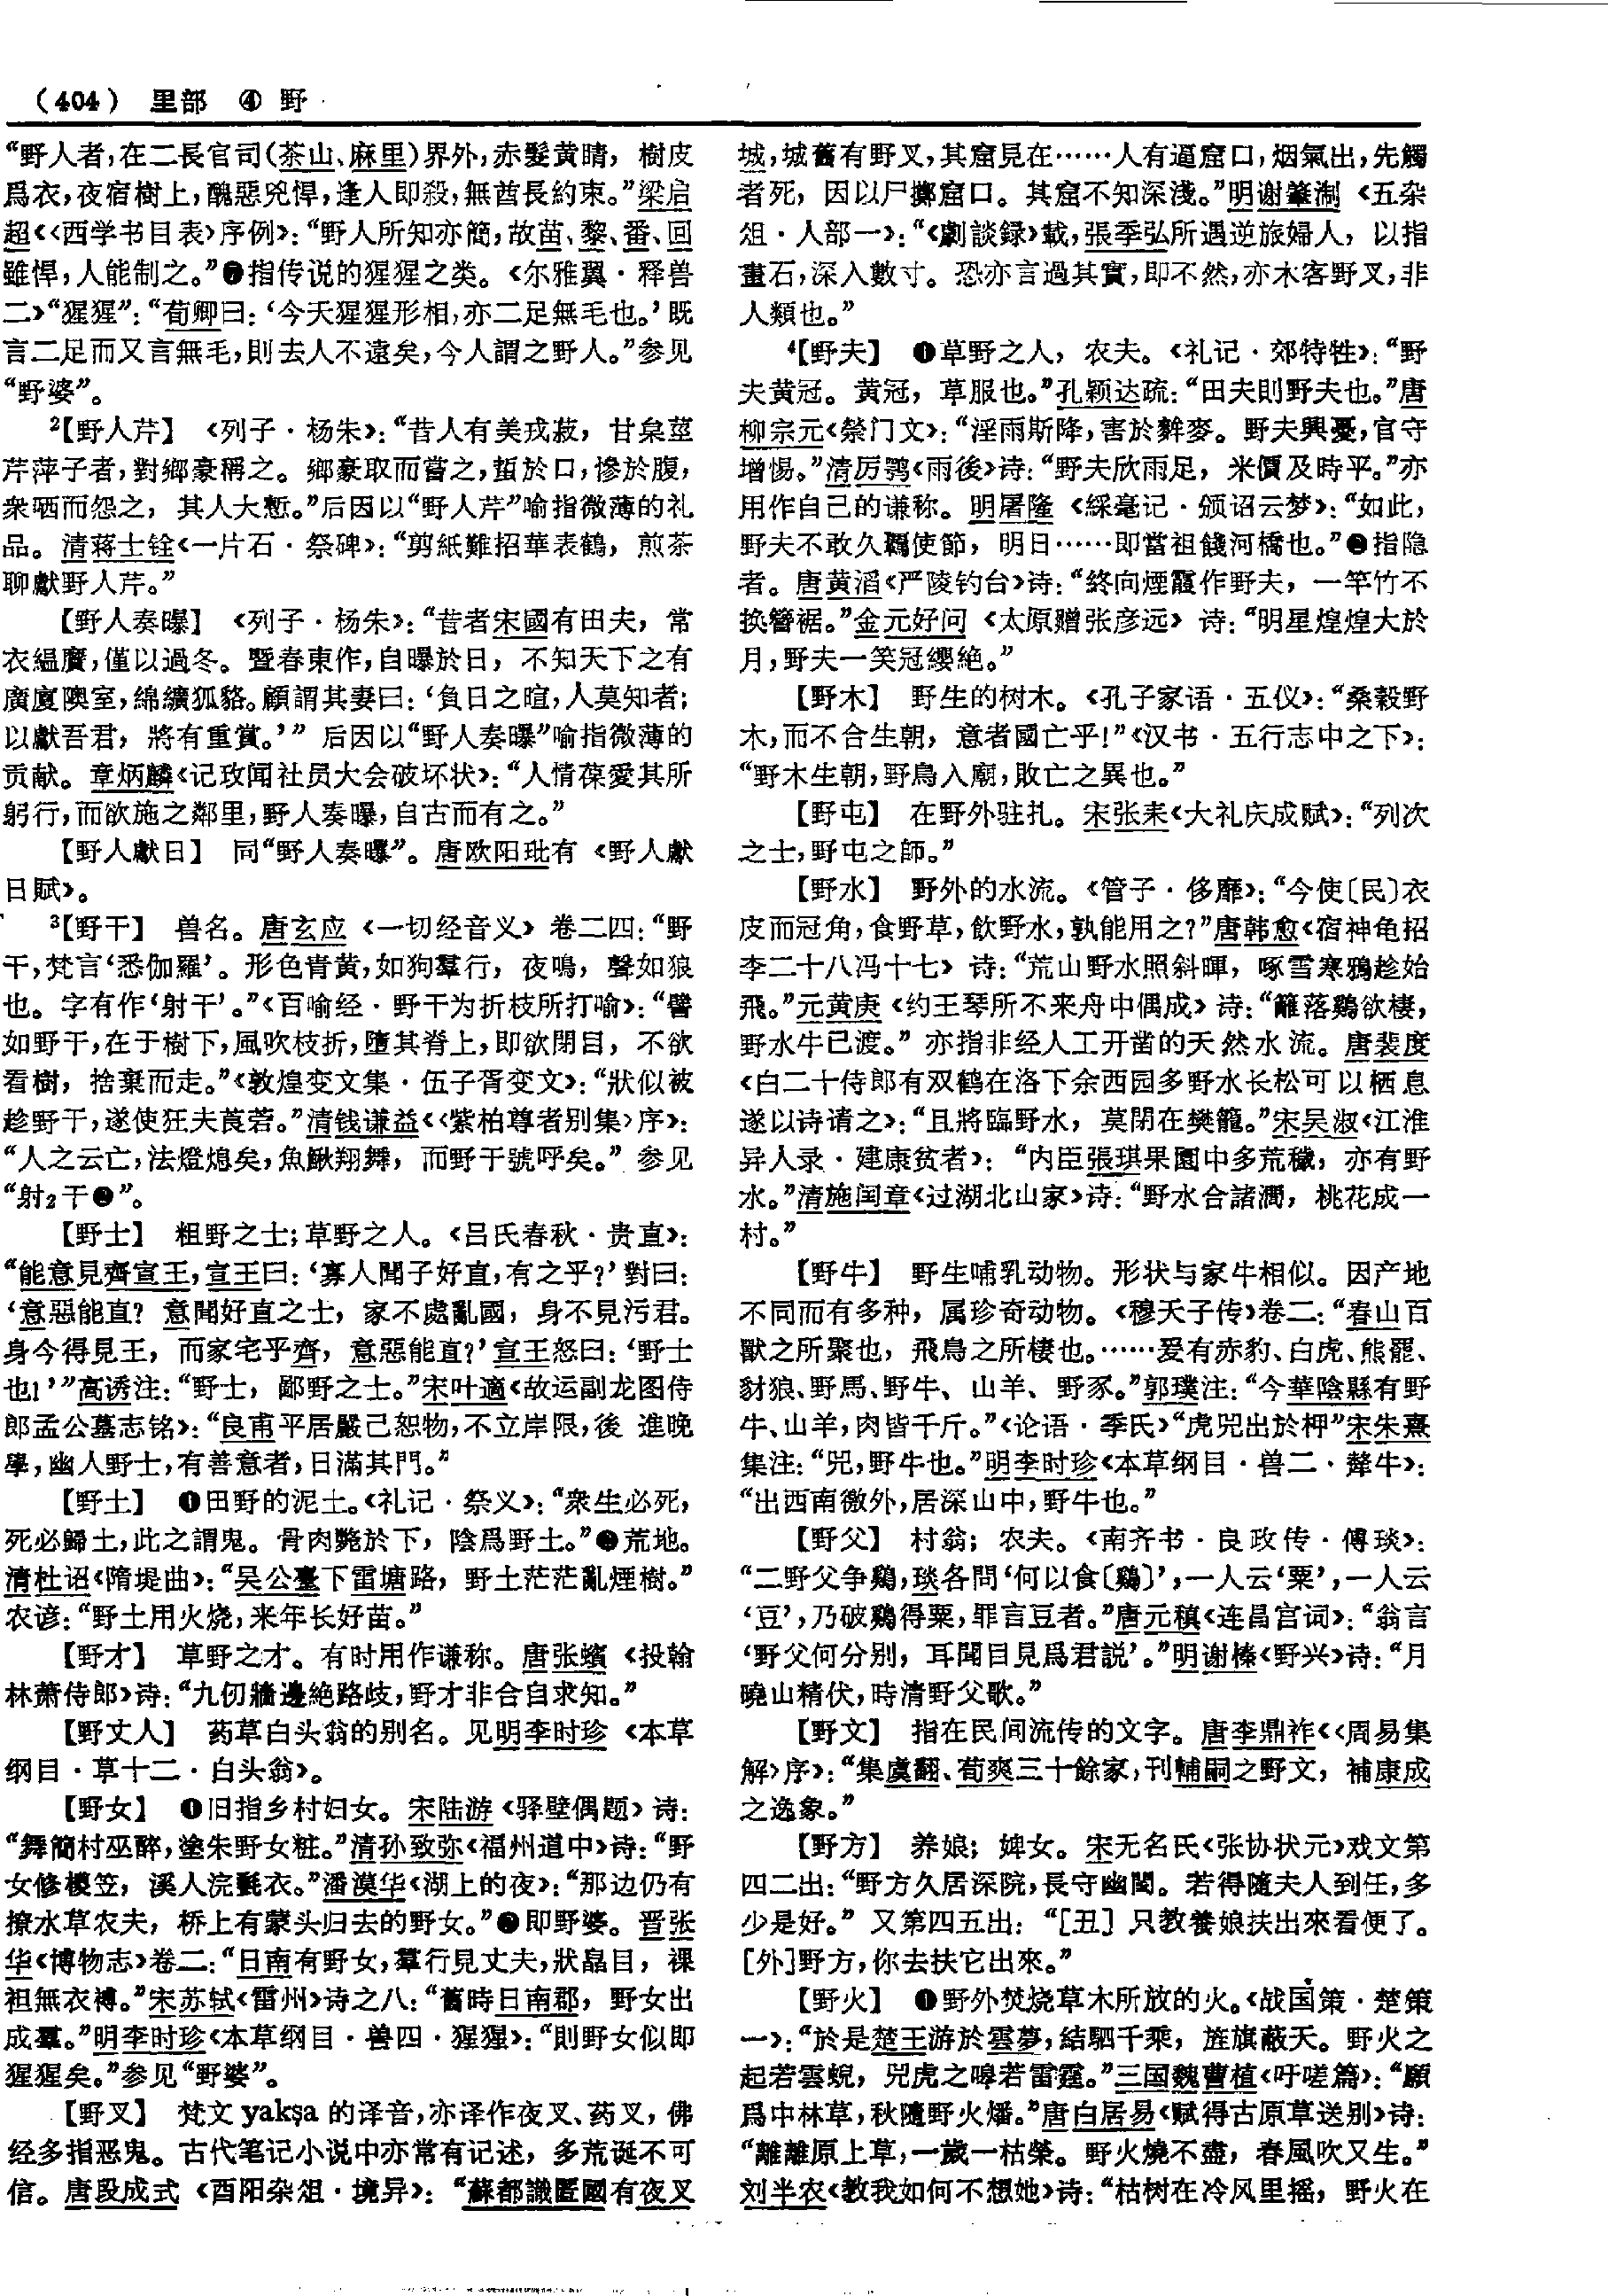 （404） 里部 ④ 野
“野人者，在二長官司（茶山、麻里）界外，赤髮黄睛，樹皮
爲衣，夜宿樹上，醜惡兇悍，逢人即殺，無酋長約束。”梁启
超《〈西学书目表〉序例》：“野人所知亦簡，故苗、黎、番、回
雖悍，人能制之。”❼指传说的猩猩之类。《尔雅翼·释兽
二》“猩猩”：“荀卿曰：‘今夭猩猩形相，亦二足無毛也。’既
言二足而又言無毛，則去人不遠矣，今人謂之野人。”参见
“野婆”。
²【野人芹】 《列子·杨朱》：“昔人有美戎菽，甘枲莖
芹萍子者，對鄉豪稱之。鄉豪取而嘗之，蜇於口，慘於腹，
衆哂而怨之，其人大慙。”后因以“野人芹”喻指微薄的礼
品。清蒋士铨《一片石·祭碑》：“剪紙難招華表鶴，煎茶
聊獻野人芹。”
【野人奏曝】 《列子·杨朱》：“昔者宋國有田夫，常
衣緼黂，僅以過冬。暨春東作，自曝於日，不知天下之有
廣廈隩室，綿纊狐貉。顧謂其妻曰：‘負日之暄，人莫知者；
以獻吾君，將有重賞。’”后因以“野人奏曝”喻指微薄的
贡献。章炳麟《记政闻社员大会破坏状》：“人情葆愛其所
躬行，而欲施之鄰里，野人奏曝，自古而有之。”
【野人獻日】 同“野人奏曝”。唐欧阳玭有《野人獻
日赋》。
³【野干】 兽名。唐玄应《一切经音义》卷二四：“野
干，梵言‘悉伽羅’。形色青黄，如狗羣行，夜鳴，聲如狼
也。字有作‘射干’。”《百喻经·野干为折枝所打喻》：“譬
如野干，在于樹下，風吹枝折，墮其脊上，即欲閉目，不欲
看樹，捨棄而走。”《敦煌变文集·伍子胥变文》：“狀似被
趁野干，遂使狂夫莨菪。”清钱谦益《〈紫柏尊者别集〉序》：
“人之云亡，法燈熄矣，魚鰍翔舞，而野干號呼矣。”参见
“射₂干❷”。
【野士】 粗野之士；草野之人。《吕氏春秋·贵直》：
“能意見齊宣王，宣王曰：‘寡人聞子好直，有之乎？’對曰：
‘意惡能直？意聞好直之士，家不處亂國，身不見污君。
身今得見王，而家宅乎齊，意惡能直？’宣王怒曰：‘野士
也！’”高诱注：“野士，鄙野之士。”宋叶適《故运副龙图侍
郎孟公墓志铭》：“良甫平居嚴己恕物，不立岸限，後進晚
學，幽人野士，有善意者，日滿其門。”
【野土】 ❶田野的泥土。《礼记·祭义》：“衆生必死，
死必歸土，此之謂鬼。骨肉斃於下，陰爲野土。”❷荒地。
清杜诏《隋堤曲》：“吴公臺下雷塘路，野土茫茫亂煙樹。”
农谚：“野土用火烧，来年长好苗。”
【野才】 草野之才。有时用作谦称。唐张蠙《投翰
林萧侍郎》诗：“九仞牆邊絶路歧，野才非合自求知。”
【野丈人】 药草白头翁的别名。见明李时珍《本草
纲目·草十二·白头翁》。
【野女】 ❶旧指乡村妇女。宋陆游《驿壁偶题》诗：
“舞簡村巫醉，塗朱野女粧。”清孙致弥《福州道中》诗：“野
女修椶笠，溪人浣毳衣。”潘漠华《湖上的夜》：“那边仍有
撩水草农夫，桥上有蒙头归去的野女。”❷即野婆。晋张
华《博物志》卷二：“日南有野女，羣行見丈夫，狀皛目，裸
袒無衣褲。”宋苏轼《雷州》诗之八：“舊時日南郡，野女出
成羣。”明李时珍《本草纲目·兽四·猩猩》：“則野女似即
猩猩矣。”参见“野婆”。
【野叉】 梵文 yakṣa 的译音，亦译作夜叉、药叉，佛
经多指恶鬼。古代笔记小说中亦常有记述，多荒诞不可
信。唐段成式《酉阳杂俎·境异》：“蘇都識匿國有夜叉
城，城舊有野叉，其窟見在……人有逼窟口，烟氣出，先觸
者死，因以尸擲窟口。其窟不知深淺。”明谢肇淛《五杂
俎·人部一》：“《劇談録》載，張季弘所遇逆旅婦人，以指
畫石，深入數寸。恐亦言過其實，即不然，亦木客野叉，非
人類也。”
⁴【野夫】 ❶草野之人，农夫。《礼记·郊特牲》：“野
夫黄冠。黄冠，草服也。”孔颖达疏：“田夫則野夫也。”唐
柳宗元《禜门文》：“淫雨斯降，害於麰麥。野夫興憂，官守
增惕。”清厉鹗《雨後》诗：“野夫欣雨足，米價及時平。”亦
用作自己的谦称。明屠隆《綵毫记·颁诏云梦》：“如此，
野夫不敢久羈使節，明日……即當祖餞河橋也。”❷指隐
者。唐黄滔《严陵钓台》诗：“終向煙霞作野夫，一竿竹不
换簪裾。”金元好问《太原赠张彦远》诗：“明星煌煌大於
月，野夫一笑冠纓絶。”
【野木】 野生的树木。《孔子家语·五仪》：“桑榖野
木，而不合生朝，意者國亡乎！”《汉书·五行志中之下》：
“野木生朝，野鳥入廟，敗亡之異也。”
【野屯】 在野外驻扎。宋张耒《大礼庆成赋》：“列次
之士，野屯之師。”
【野水】 野外的水流。《管子·侈靡》：“今使〔民〕衣
皮而冠角，食野草，飲野水，孰能用之？”唐韩愈《宿神龟招
李二十八冯十七》诗：“荒山野水照斜暉，啄雪寒鴉趁始
飛。”元黄庚《约王琴所不来舟中偶成》诗：“籬落鷄欲棲，
野水牛已渡。”亦指非经人工开凿的天然水流。唐裴度
《白二十侍郎有双鹤在洛下余西园多野水长松可以栖息
遂以诗请之》：“且將臨野水，莫閉在樊籠。”宋吴淑《江淮
异人录·建康贫者》：“内臣張琪果園中多荒穢，亦有野
水。”清施闰章《过湖北山家》诗：“野水合諸澗，桃花成一
村。”
【野牛】 野生哺乳动物。形状与家牛相似。因产地
不同而有多种，属珍奇动物。《穆天子传》卷二：“春山百
獸之所聚也，飛鳥之所棲也。……爰有赤豹、白虎、熊羆、
豺狼、野馬、野牛、山羊、野豕。”郭璞注：“今華陰縣有野
牛、山羊，肉皆千斤。”《论语·季氏》“虎兕出於柙”宋朱熹
集注：“兕，野牛也。”明李时珍《本草纲目·兽二·犛牛》：
“出西南徼外，居深山中，野牛也。”
【野父】 村翁；农夫。《南齐书·良政传·傅琰》：
“二野父争鷄，琰各問‘何以食〔鷄〕’，一人云‘粟’，一人云
‘豆’，乃破鷄得粟，罪言豆者。”唐元稹《连昌宫词》：“翁言
‘野父何分别，耳聞目見爲君説’。”明谢榛《野兴》诗：“月
曉山精伏，時清野父歌。”
【野文】 指在民间流传的文字。唐李鼎祚《〈周易集
解〉序》：“集虞翻、荀爽三十餘家，刊輔嗣之野文，補康成
之逸象。”
【野方】 养娘；婢女。宋无名氏《张协状元》戏文第
四二出：“野方久居深院，長守幽閨。若得隨夫人到任，多
少是好。”又第四五出：“［丑］只教養娘扶出來看便了。
［外］野方，你去扶它出來。”
【野火】 ❶野外焚烧草木所放的火。《战国策·楚策
一》：“於是楚王游於雲夢，結駟千乘，旌旗蔽天。野火之
起若雲蜺，兕虎之嗥若雷霆。”三国魏曹植《吁嗟篇》：“願
爲中林草，秋隨野火燔。”唐白居易《赋得古原草送别》诗：
“離離原上草，一歲一枯榮。野火燒不盡，春風吹又生。”
刘半农《教我如何不想她》诗：“枯树在冷风里摇，野火在